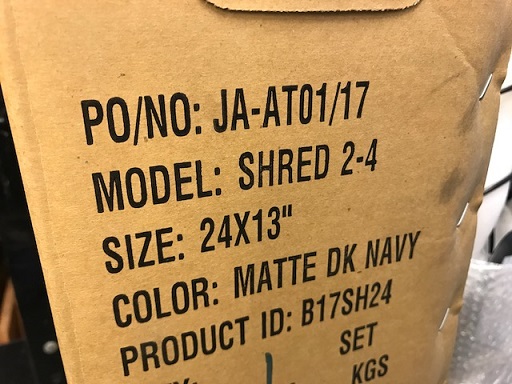 PO/NO: JA-AT01/17
MODEL: SHRED 2-4
SIZE: 24X13"
COLOR: MATTE DK NAVY
PRODUCT ID: B17SH24
SET
KGS